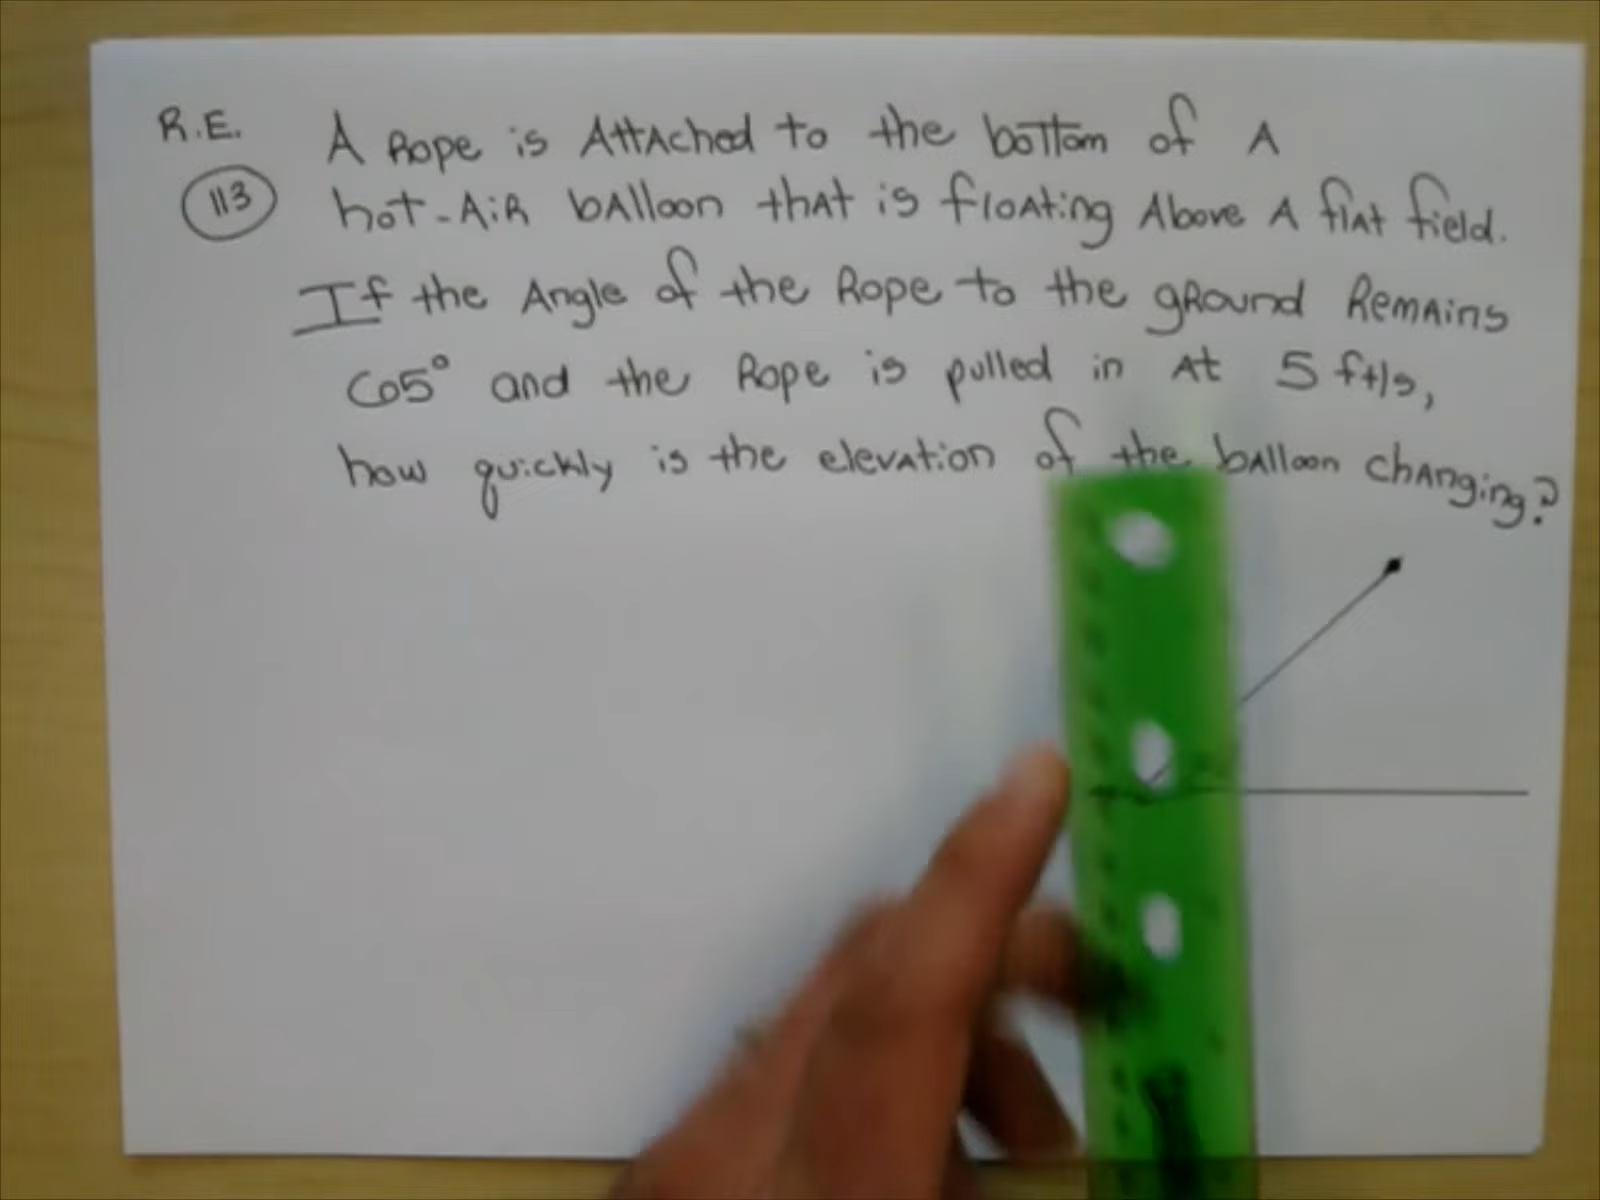 R.E.
113
A Rope is Attached to the bottom of A
hot-Air balloon that is floating Above A flat field.
If the Angle of the Rope to the ground Remains
65° and the Rope is pulled in At 5 ft/s,
how quickly is the elevation of the balloon changing?